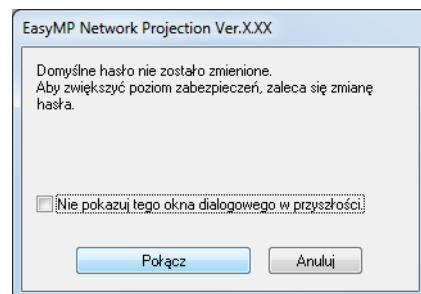 EasyMP Network Projection Ver.X.XX
Domyślne hasło nie zostało zmienione.
Aby zwiększyć poziom zabezpieczeń, zaleca się zmianę
hasła.
Nie pokazuj tego okna dialogowego w przyszłości.
Połącz
Anuluj